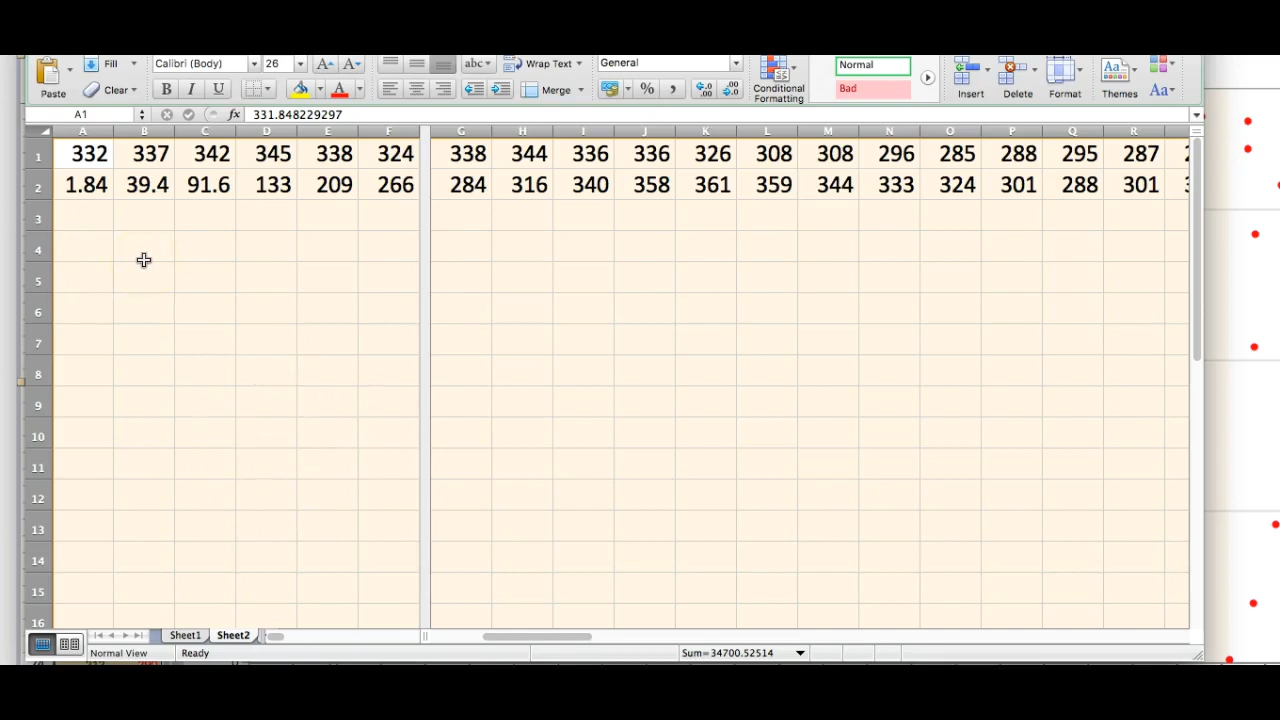 Fill Calibri (Body) 26 A A abc Wrap Text General Normal
Paste Clear B I U A Merge % , .0 .00 Conditional Formatting Bad Insert Delete Format Themes Aa
A1 fx 331.848229297
A B C D E F G H I J K L M N O P Q R
1 332 337 342 345 338 324 338 344 336 336 326 308 308 296 285 288 295 287
2 1.84 39.4 91.6 133 209 266 284 316 340 358 361 359 344 333 324 301 288 301
3
4
5
6
7
8
9
10
11
12
13
14
15
16
Sheet1 Sheet2
Normal View Ready Sum=34700.52514